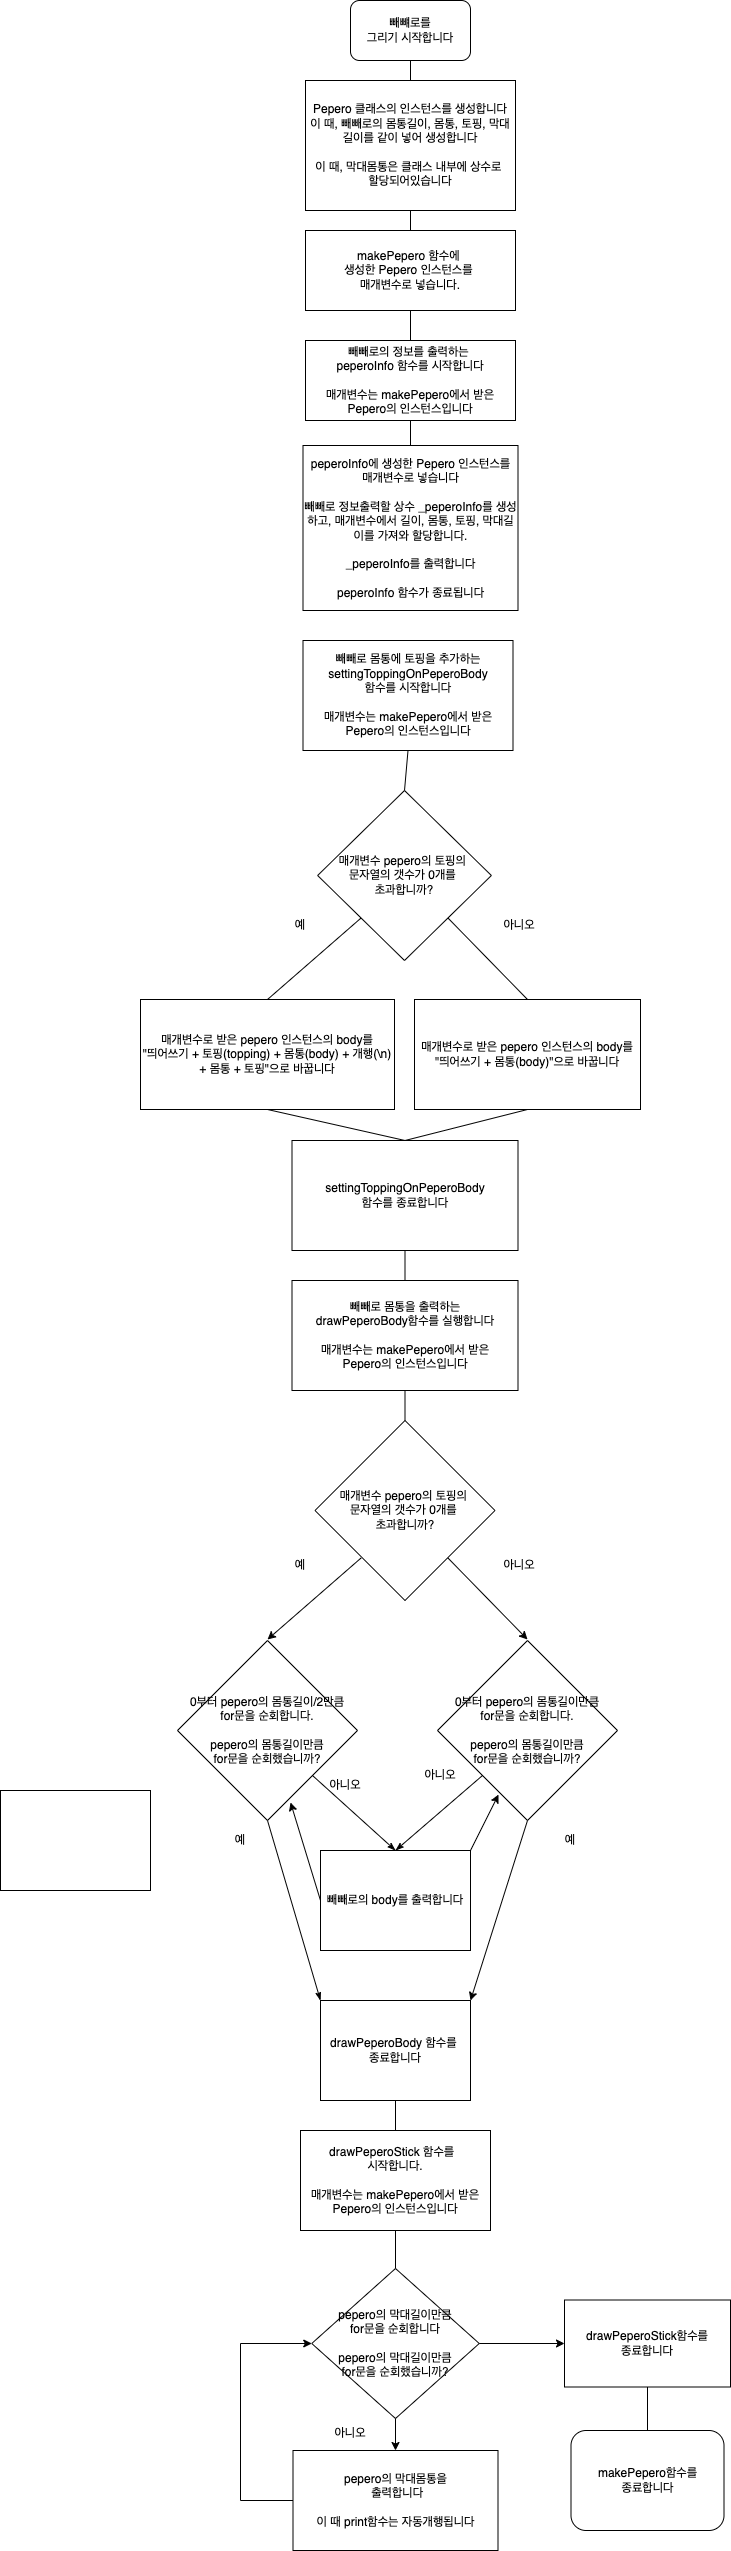 빼빼로를
그리기 시작합니다
Pepero 클래스의 인스턴스를 생성합니다
이 때, 빼빼로의 몸통길이, 몸통, 토핑, 막대
길이를 같이 넣어 생성합니다
이 때, 막대몸통은 클래스 내부에 상수로
할당되어있습니다
makePepero 함수에
생성한 Pepero 인스턴스를
매개변수로 넣습니다.
빼빼로의 정보를 출력하는
peperoInfo 함수를 시작합니다
매개변수는 makePepero에서 받은
Pepero의 인스턴스입니다
peperoInfo에 생성한 Pepero 인스턴스를
매개변수로 넣습니다
빼빼로 정보출력할 상수 _peperoInfo를 생성
하고, 매개변수에서 길이, 몸통, 토핑, 막대길
이를 가져와 할당합니다.
_peperoInfo를 출력합니다
peperoInfo 함수가 종료됩니다
빼빼로 몸통에 토핑을 추가하는
settingToppingOnPeperoBody
함수를 시작합니다
매개변수는 makePepero에서 받은
Pepero의 인스턴스입니다
매개변수 pepero의 토핑의
문자열의 갯수가 0개를
초과합니까?
예
아니오
매개변수로 받은 pepero 인스턴스의 body를
"띄어쓰기 + 토핑(topping) + 몸통(body) + 개행(\n)
+ 몸통 + 토핑"으로 바꿉니다
매개변수로 받은 pepero 인스턴스의 body를
"띄어쓰기 + 몸통(body)"으로 바꿉니다
settingToppingOnPeperoBody
함수를 종료합니다
빼빼로 몸통을 출력하는
drawPeperoBody함수를 실행합니다
매개변수는 makePepero에서 받은
Pepero의 인스턴스입니다
매개변수 pepero의 토핑의
문자열의 갯수가 0개를
초과합니까?
예
아니오
0부터 pepero의 몸통길이/2만큼
for문을 순회합니다.
pepero의 몸통길이만큼
for문을 순회했습니까?
0부터 pepero의 몸통길이만큼
for문을 순회합니다.
pepero의 몸통길이만큼
for문을 순회했습니까?
아니오
아니오
예
예
빼빼로의 body를 출력합니다
drawPeperoBody 함수를
종료합니다
drawPeperoStick 함수를
시작합니다.
매개변수는 makePepero에서 받은
Pepero의 인스턴스입니다
pepero의 막대길이만큼
for문을 순회합니다
pepero의 막대길이만큼
for문을 순회했습니까?
drawPeperoStick함수를
종료합니다
아니오
pepero의 막대몸통을
출력합니다
이 때 print함수는 자동개행됩니다
makePepero함수를
종료합니다